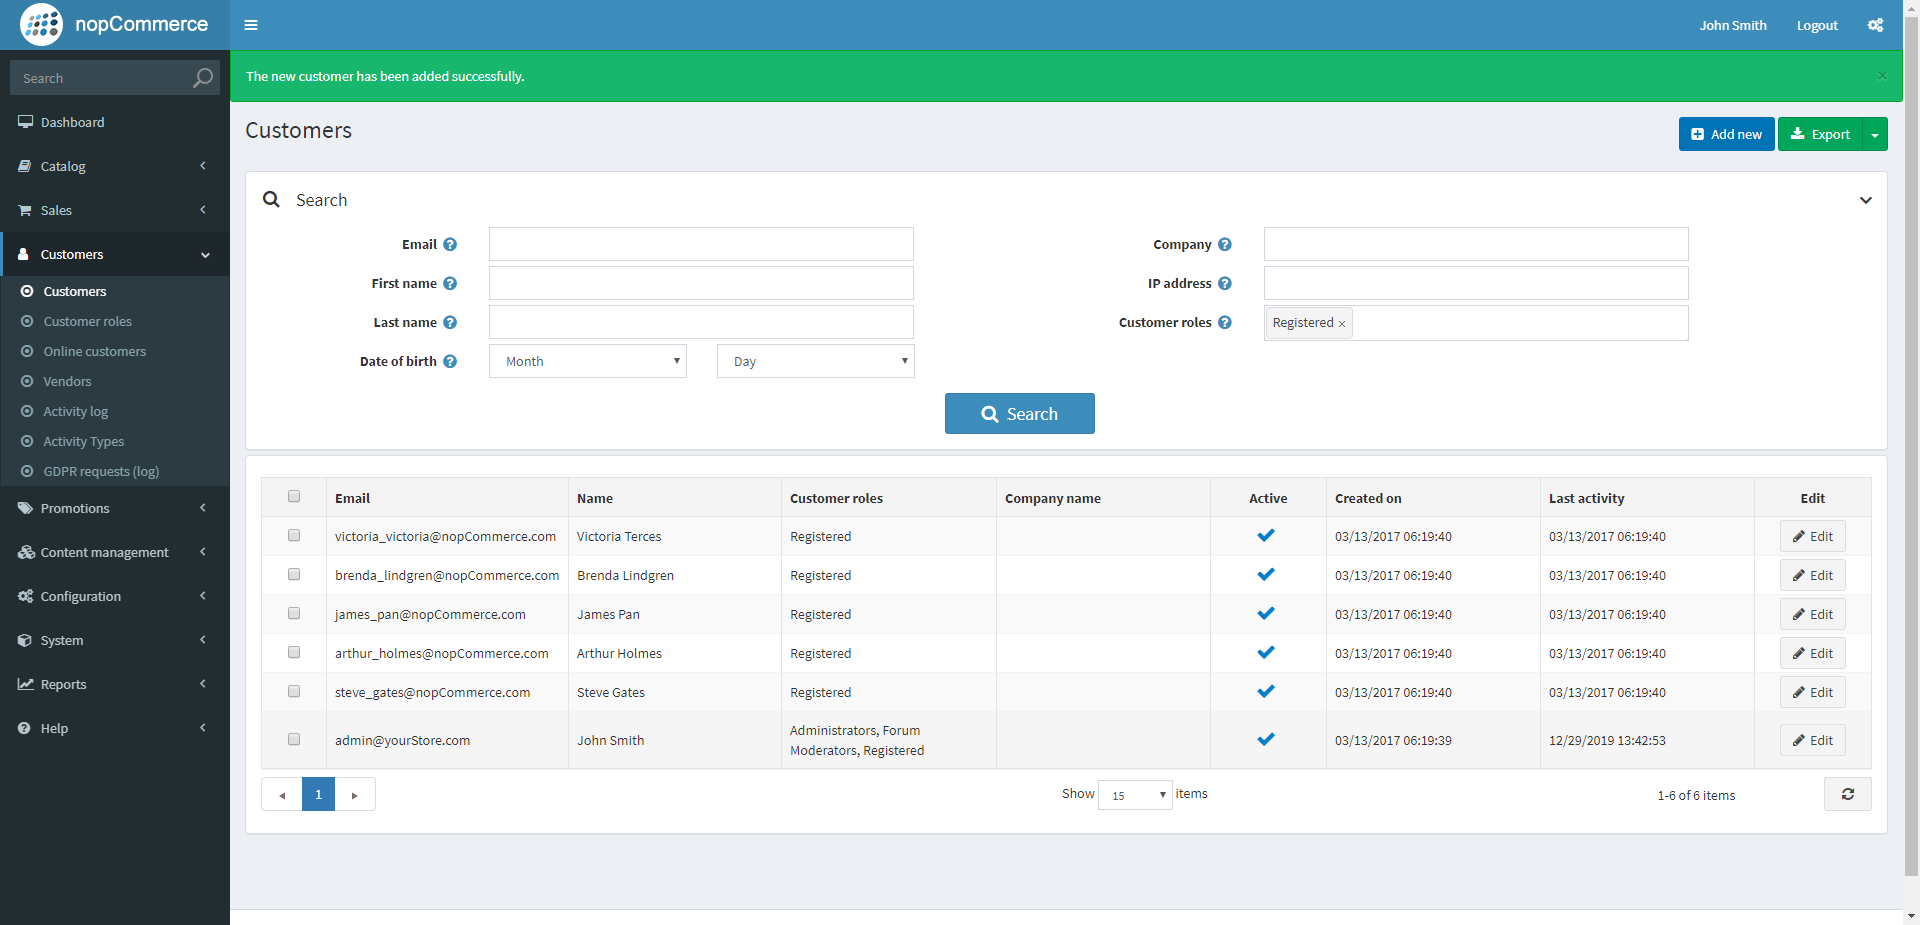 nopCommerce
John Smith
Logout
The new customer has been added successfully.
×
Search
Dashboard
Catalog
Sales
Customers
Customers
Customer roles
Online customers
Vendors
Activity log
Activity Types
GDPR requests (log)
Promotions
Content management
Configuration
System
Reports
Help
Customers
Add new
Export
Search
Email ?
Company ?
First name ?
IP address ?
Last name ?
Customer roles ?
Registered ×
Date of birth ?
Month
Day
Search
Email Name Customer roles Company name Active Created on Last activity Edit
victoria_victoria@nopCommerce.com Victoria Terces Registered 03/13/2017 06:19:40 03/13/2017 06:19:40 Edit
brenda_lindgren@nopCommerce.com Brenda Lindgren Registered 03/13/2017 06:19:40 03/13/2017 06:19:40 Edit
james_pan@nopCommerce.com James Pan Registered 03/13/2017 06:19:40 03/13/2017 06:19:40 Edit
arthur_holmes@nopCommerce.com Arthur Holmes Registered 03/13/2017 06:19:40 03/13/2017 06:19:40 Edit
steve_gates@nopCommerce.com Steve Gates Registered 03/13/2017 06:19:40 03/13/2017 06:19:40 Edit
admin@yourStore.com John Smith Administrators, Forum
Moderators, Registered 03/13/2017 06:19:39 12/29/2019 13:42:53 Edit
1
Show 15 items
1-6 of 6 items